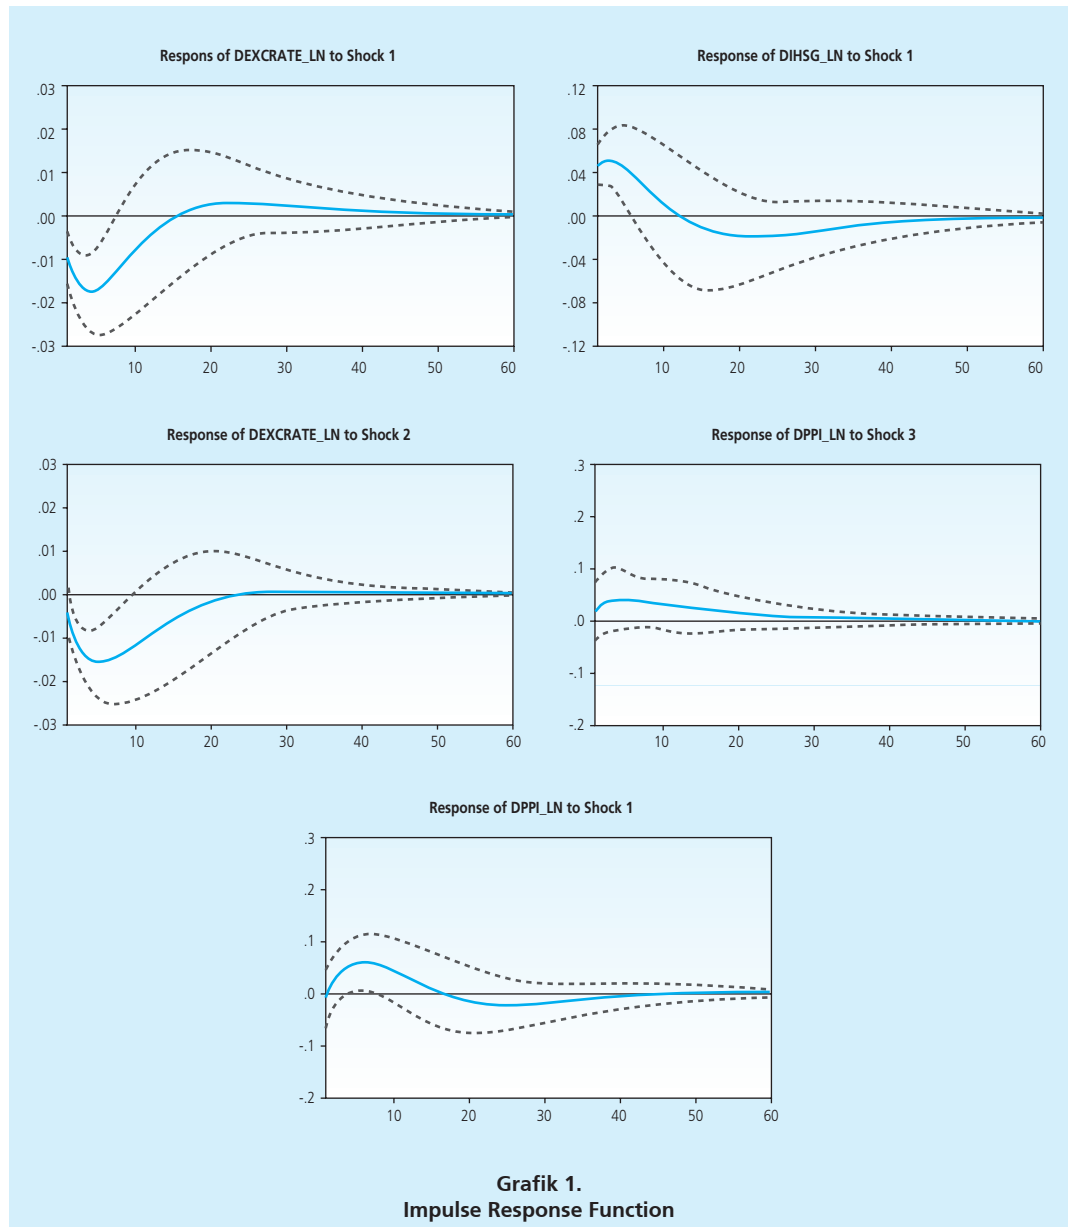 Respons of DEXCRATE_LN to Shock 1
.03
.02
.01
.00
-.01
-.02
-.03
10 20 30 40 50 60
Response of DIHSG_LN to Shock 1
.12
.08
.04
.00
-.04
-.08
-.12
10 20 30 40 50 60
Response of DEXCRATE_LN to Shock 2
.03
.02
.01
.00
-.01
-.02
-.03
10 20 30 40 50 60
Response of DPPI_LN to Shock 3
.3
.2
.1
.0
-.1
-.2
10 20 30 40 50 60
Response of DPPI_LN to Shock 1
.3
.2
.1
.0
-.1
-.2
10 20 30 40 50 60
Grafik 1.
Impulse Response Function